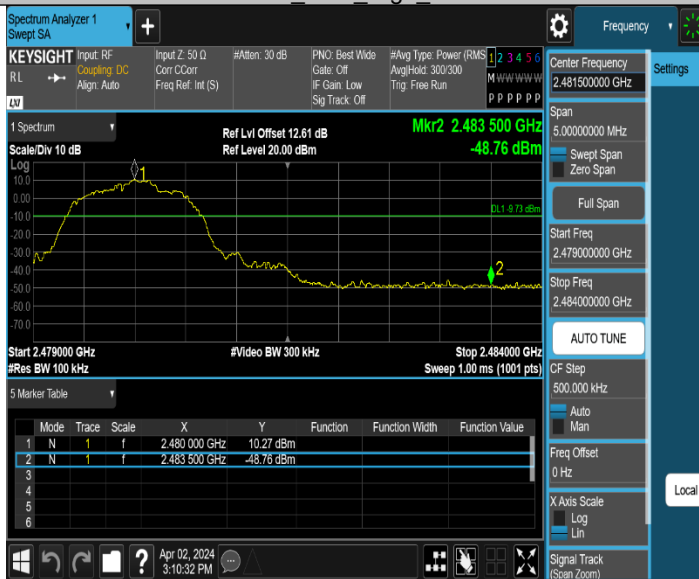 Spectrum Analyzer 1
Swept SA
Frequency
KEYSIGHT
RL
LXI
Input: RF
Coupling: DC
Align: Auto
Input Z: 50 Ω
Corr CCorr
Freq Ref: Int (S)
#Atten: 30 dB
PNO: Best Wide
Gate: Off
IF Gain: Low
Sig Track: Off
#Avg Type: Power (RMS
Avg|Hold: 300/300
Trig: Free Run
1 2 3 4 5 6
M W W W W W
P P P P P P
1 Spectrum
Scale/Div 10 dB
Ref Lvl Offset 12.61 dB
Ref Level 20.00 dBm
Mkr2 2.483 500 GHz
-48.76 dBm
Log
10.0
0.00
-10.0
-20.0
-30.0
-40.0
-50.0
-60.0
-70.0
1
DL1 -9.73 dBm
2
Start 2.479000 GHz
#Res BW 100 kHz
#Video BW 300 kHz
Stop 2.484000 GHz
Sweep 1.00 ms (1001 pts)
5 Marker Table
Mode Trace Scale X Y Function Function Width Function Value
1 N 1 f 2.480 000 GHz 10.27 dBm
2 N 1 f 2.483 500 GHz -48.76 dBm
3
4
5
6
Apr 02, 2024
3:10:32 PM
Center Frequency
2.481500000 GHz
Span
5.00000000 MHz
Swept Span
Zero Span
Full Span
Start Freq
2.479000000 GHz
Stop Freq
2.484000000 GHz
AUTO TUNE
CF Step
500.000 kHz
Auto
Man
Freq Offset
0 Hz
X Axis Scale
Log
Lin
Signal Track
(Span Zoom)
Settings
Local